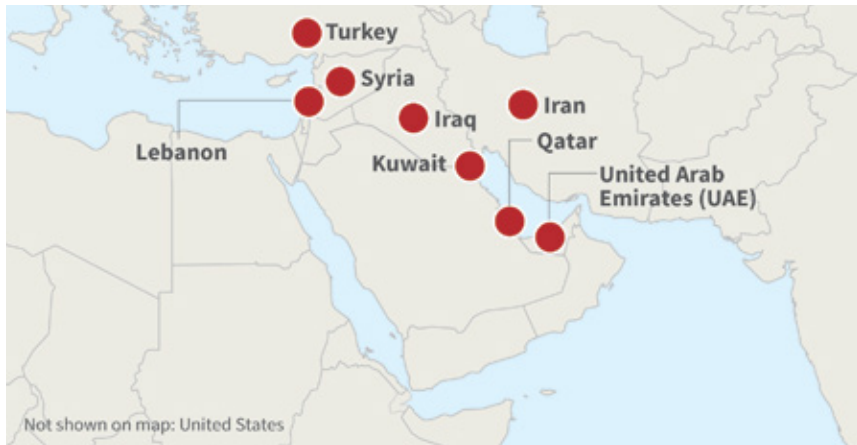 Turkey
Syria
Iraq
Iran
Lebanon
Kuwait
Qatar
United Arab
Emirates (UAE)
Not shown on map: United States